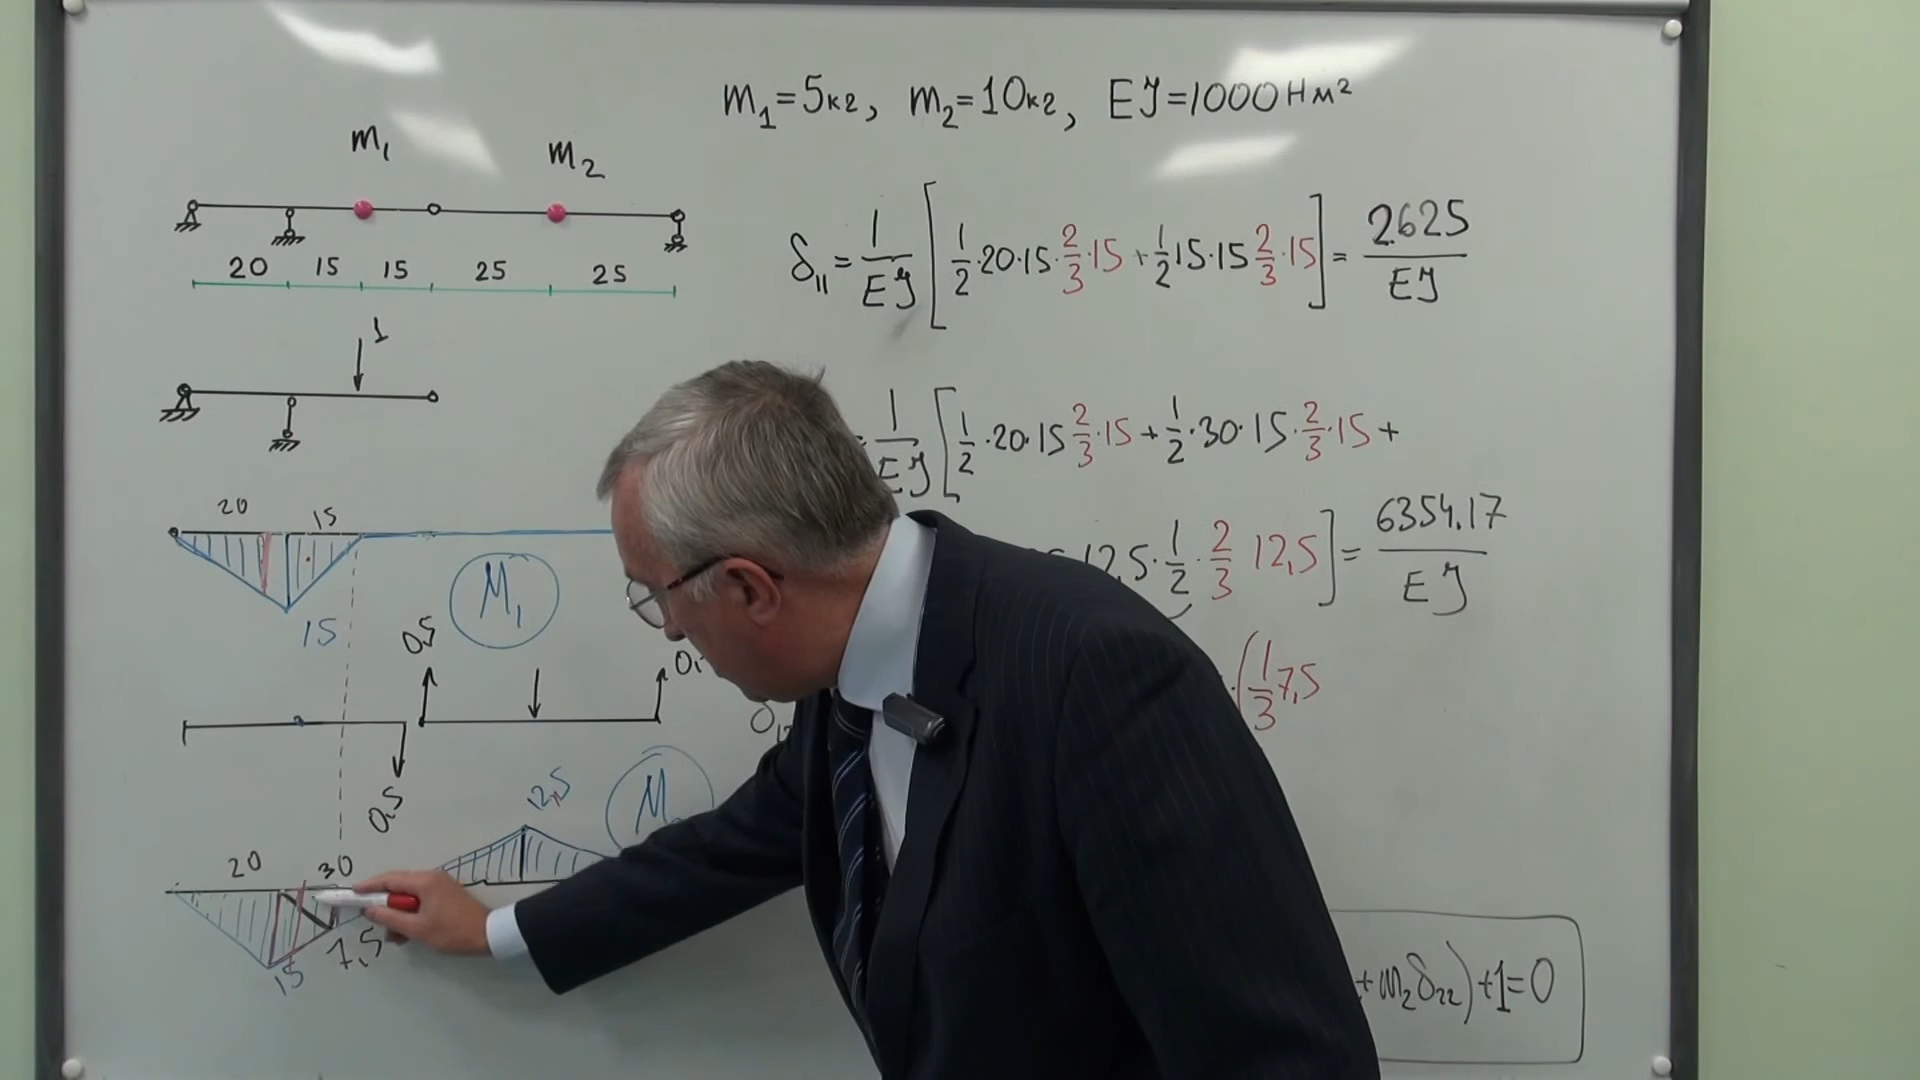 m₁=5кг, m₂=10кг, EJ=1000Нм²
m₁
m₂
20 15 15 25 25
1
δ₁₁ = 1/EJ [ 1/2·20·15·2/3·15 + 1/2 15·15 2/3·15 ] = 2625/EJ
1/EJ [ 1/2·20·15 2/3·15 + 1/2·30·15·2/3·15 +
12,5·1/2·2/3 12,5 ] = 6354.17/EJ
20 15
15
M₁
0,5
0,5
(1/3 7,5
12,5
M
20 30
15 7,5
+m₂δ₂₂)+1=0